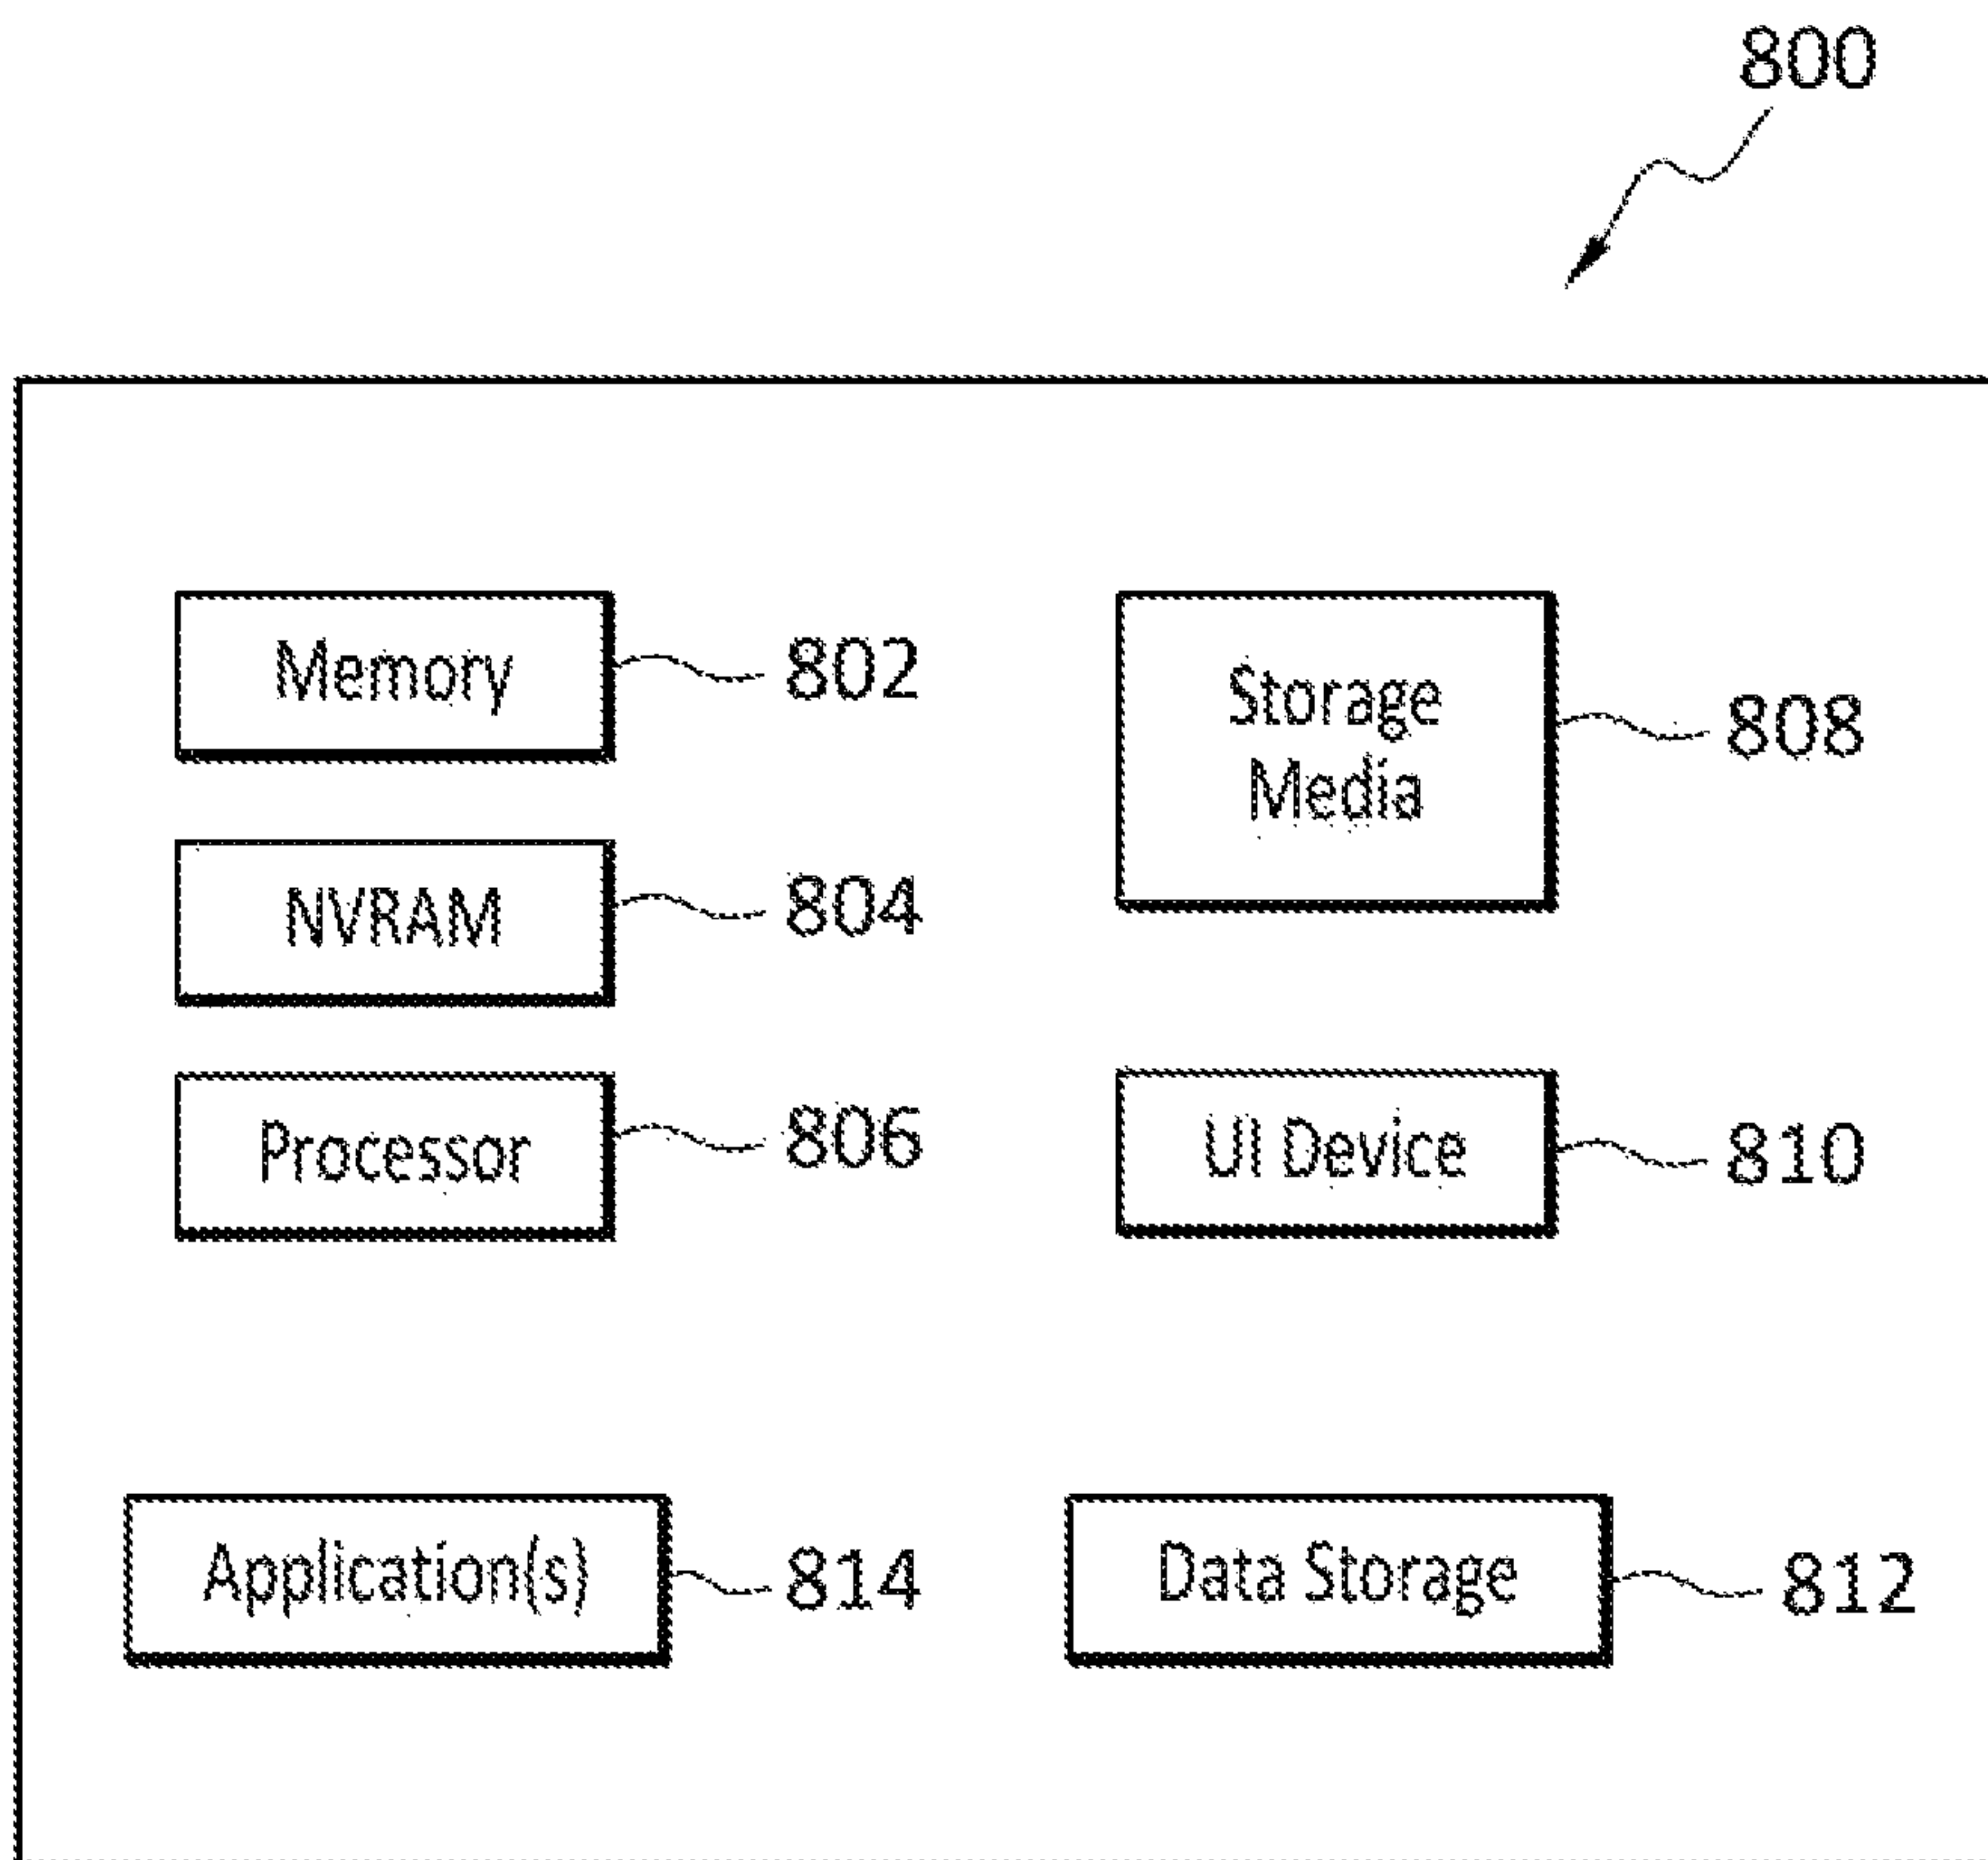 800
Memory
802
Storage
Media
808
NVRAM
804
Processor
806
UI Device
810
Application(s)
814
Data Storage
812